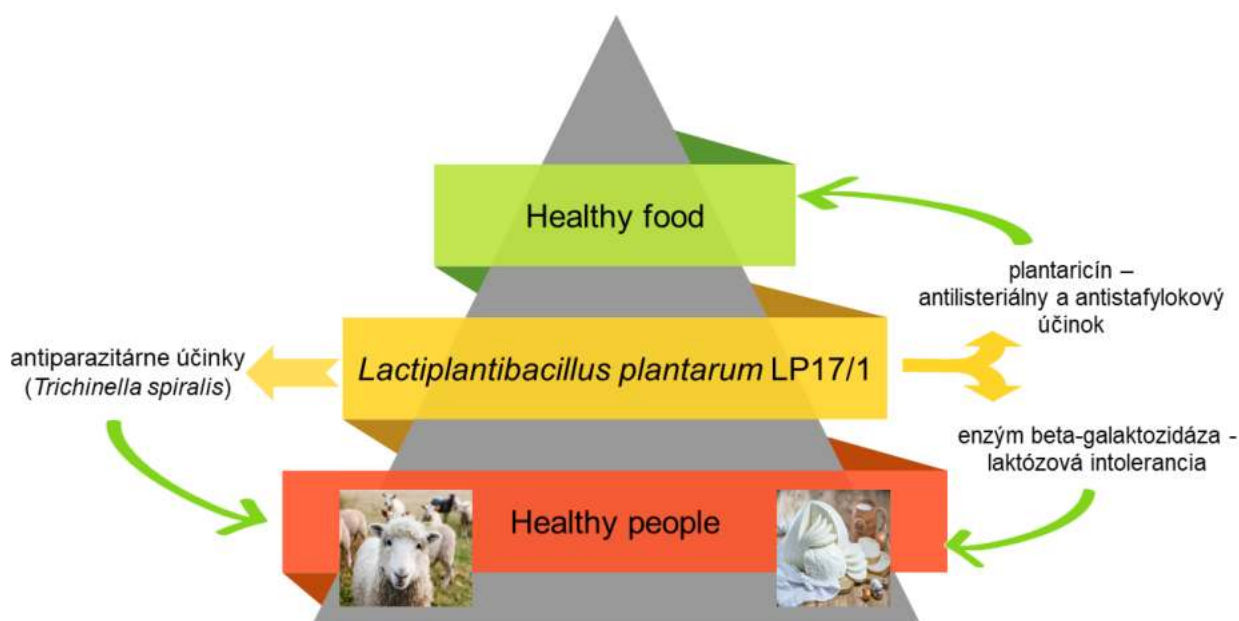 Healthy food
plantaricín –
antilisteriálny a antistafylokový
účinok
antiparazitárne účinky
(Trichinella spiralis)
Lactiplantibacillus plantarum LP17/1
enzým beta-galaktozidáza -
laktózová intolerancia
Healthy people